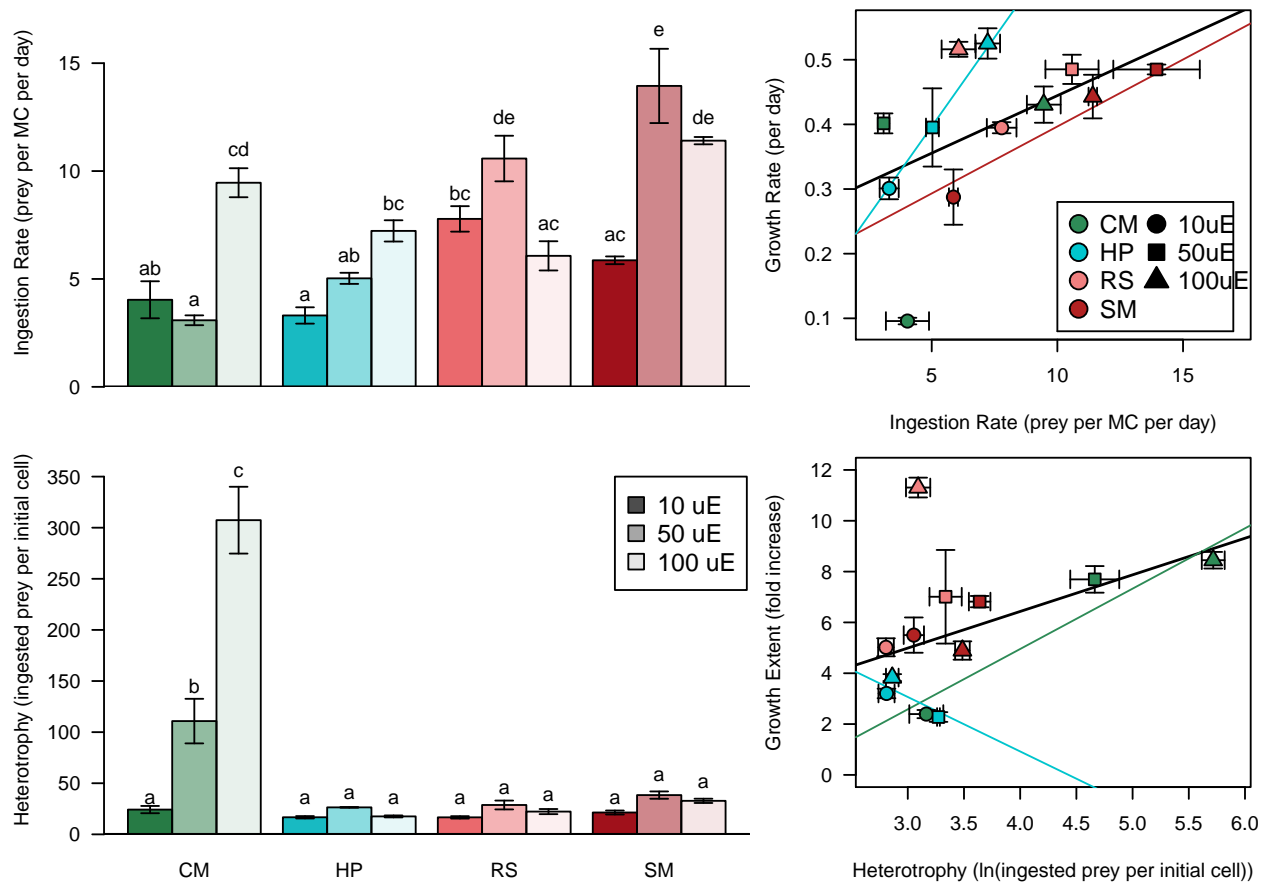 Ingestion Rate (prey per MC per day)
15
10
5
0
ab
a
cd
a
ab
bc
bc
de
ac
ac
e
de
Growth Rate (per day)
0.5
0.4
0.3
0.2
0.1
CM 10uE
HP 50uE
RS 100uE
SM
5 10 15
Ingestion Rate (prey per MC per day)
Heterotrophy (ingested prey per initial cell)
350
300
250
200
150
100
50
0
a
b
c
a
a
a
a
a
a
a
a
a
10 uE
50 uE
100 uE
CM HP RS SM
Growth Extent (fold increase)
12
10
8
6
4
2
0
3.0 3.5 4.0 4.5 5.0 5.5 6.0
Heterotrophy (ln(ingested prey per initial cell))